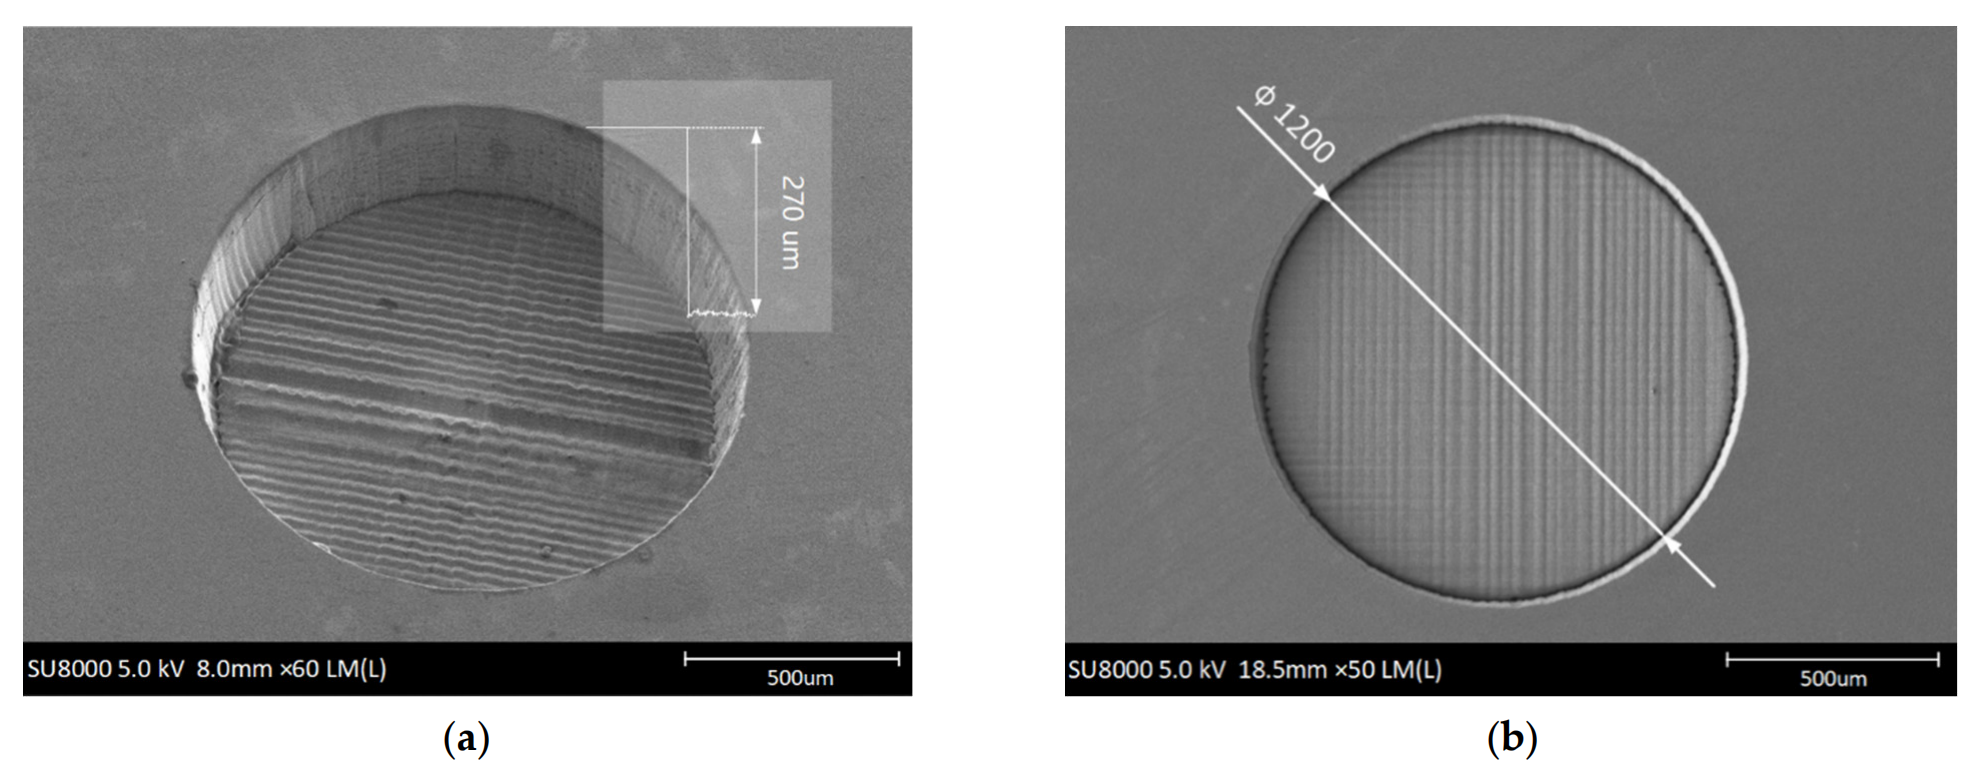 270 um
SU8000 5.0 kV 8.0mm ×60 LM(L)
500um
(a)
ϕ 1200
SU8000 5.0 kV 18.5mm ×50 LM(L)
500um
(b)